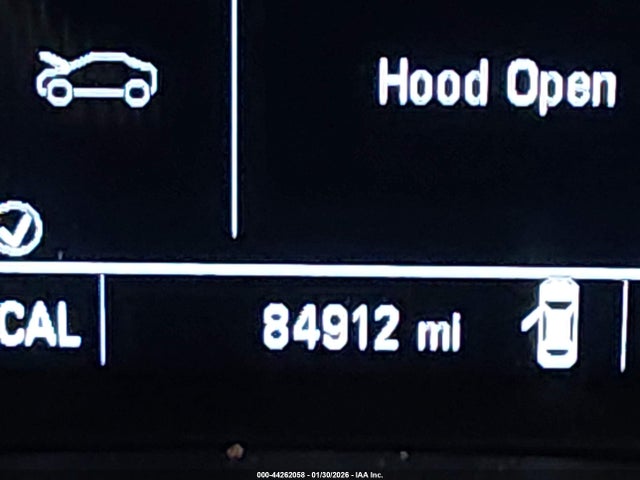 Hood Open
CAL
84912 mi
000-44262058 - 01/30/2026 - IAA Inc.